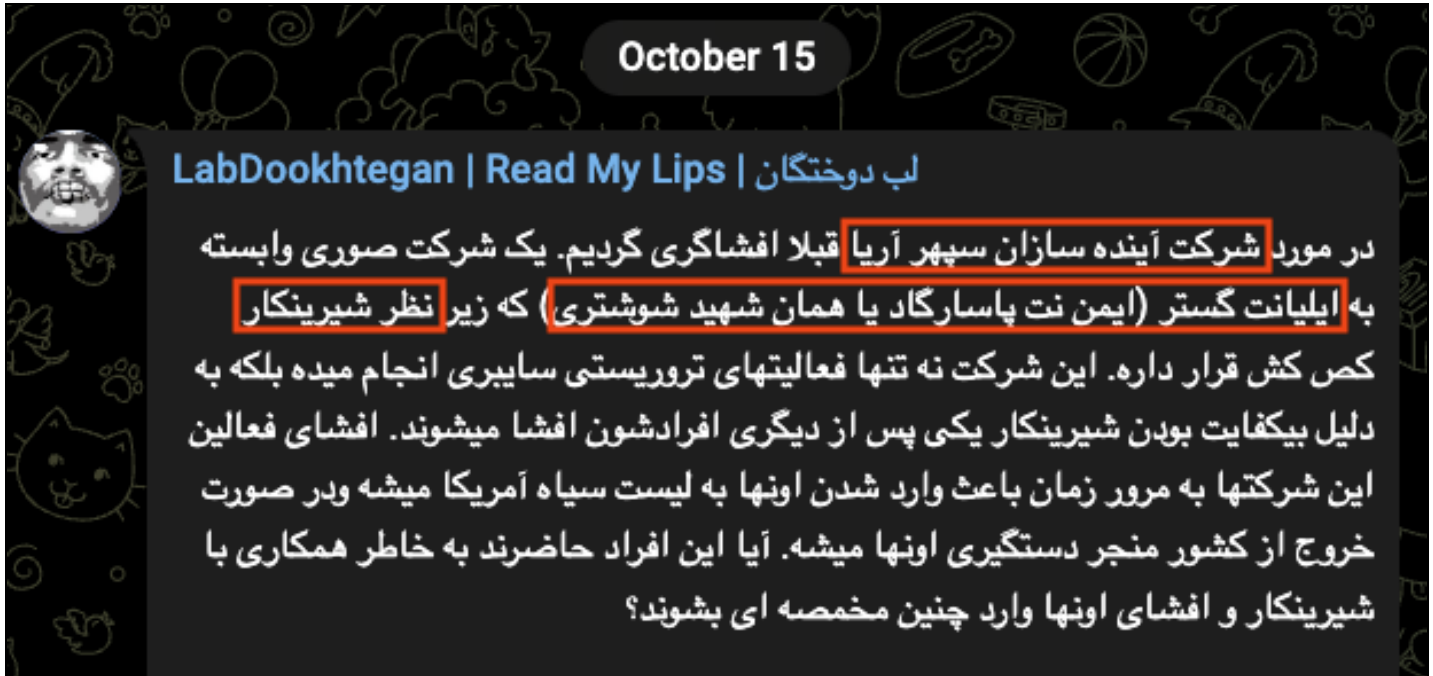 October 15
LabDookhtegan | Read My Lips | لب دوختگان
در مورد شرکت آینده سازان سپهر آریا قبلا افشاگری گردیم. یک شرکت صوری وابسته
به ایلیانت گستر (ایمن نت پاسارگاد یا همان شهید شوشتری) که زیر نظر شیرینکار
کص کش قرار داره. این شرکت نه تنها فعالیتهای تروریستی سایبری انجام میده بلکه به
دلیل بیکفایت بودن شیرینکار یکی پس از دیگری افرادشون افشا میشوند. افشای فعالین
این شرکتها به مرور زمان باعث وارد شدن اونها به لیست سیاه آمریکا میشه ودر صورت
خروج از کشور منجر دستگیری اونها میشه. آیا این افراد حاضرند به خاطر همکاری با
شیرینکار و افشای اونها وارد چنین مخمصه ای بشوند؟